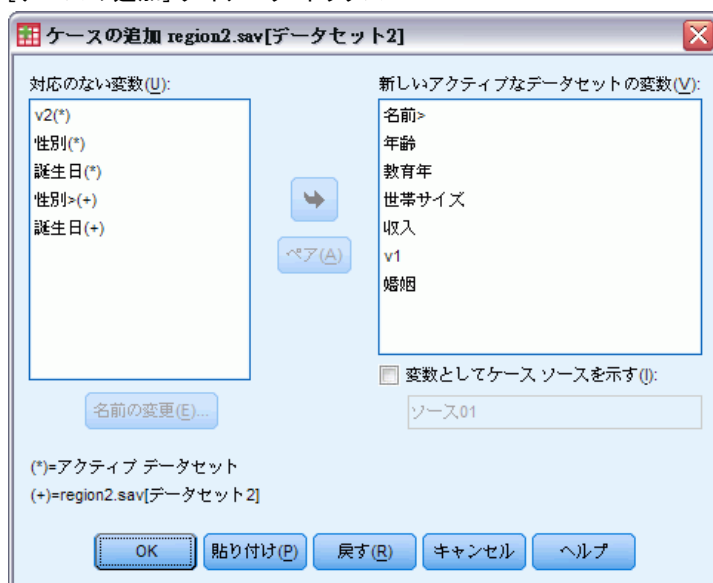 ケースの追加 region2.sav[データセット2]
対応のない変数(U):
v2(*)
性別(*)
誕生日(*)
性別>(+)
誕生日(+)
ペア(A)
新しいアクティブなデータセットの変数(V):
名前>
年齢
教育年
世帯サイズ
収入
v1
婚姻
変数としてケース ソースを示す(I):
ソース01
名前の変更(E)...
(*)=アクティブ データセット
(+)=region2.sav[データセット2]
OK
貼り付け(P)
戻す(R)
キャンセル
ヘルプ